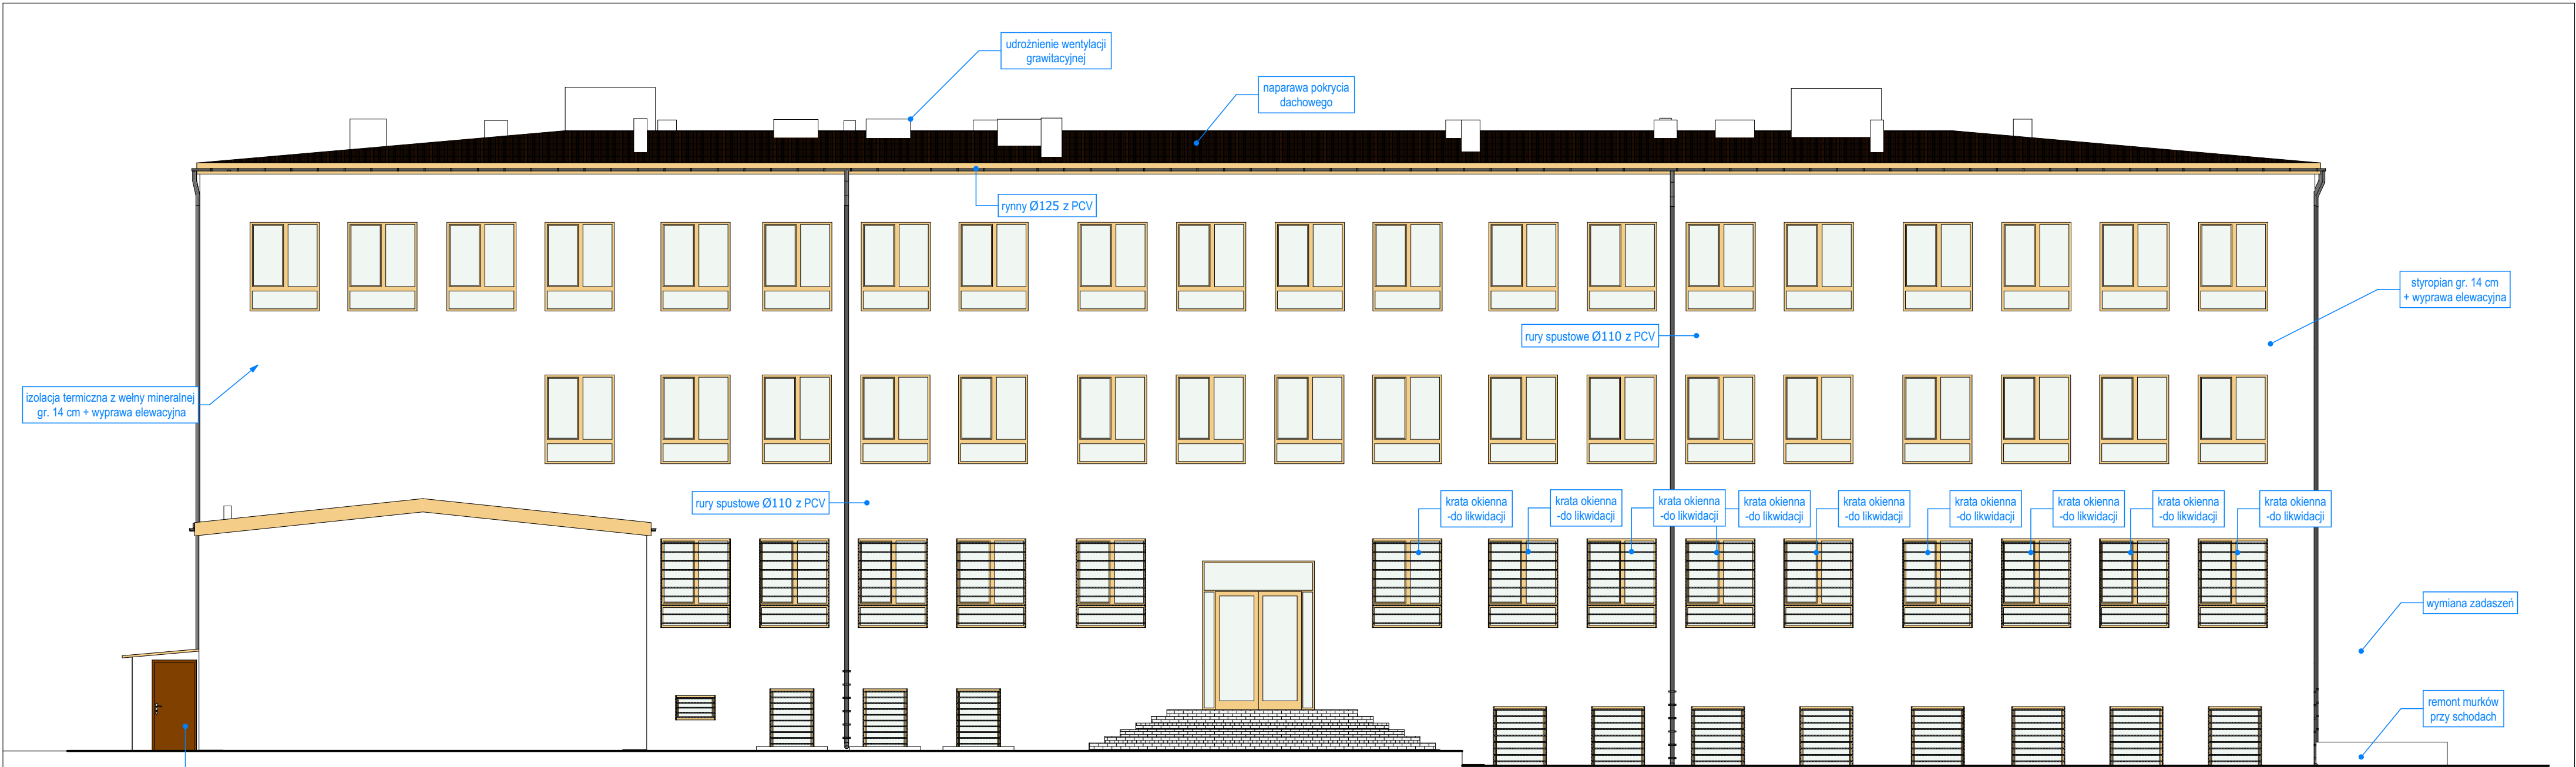 udrożnienie wentylacji
grawitacyjnej
naparawa pokrycia
dachowego
rynny Ø125 z PCV
styropian gr. 14 cm
+ wyprawa elewacyjna
rury spustowe Ø110 z PCV
izolacja termiczna z wełny mineralnej
gr. 14 cm + wyprawa elewacyjna
rury spustowe Ø110 z PCV
krata okienna
-do likwidacji
krata okienna
-do likwidacji
krata okienna
-do likwidacji
krata okienna
-do likwidacji
krata okienna
-do likwidacji
krata okienna
-do likwidacji
krata okienna
-do likwidacji
krata okienna
-do likwidacji
krata okienna
-do likwidacji
wymiana zadaszeń
remont murków
przy schodach